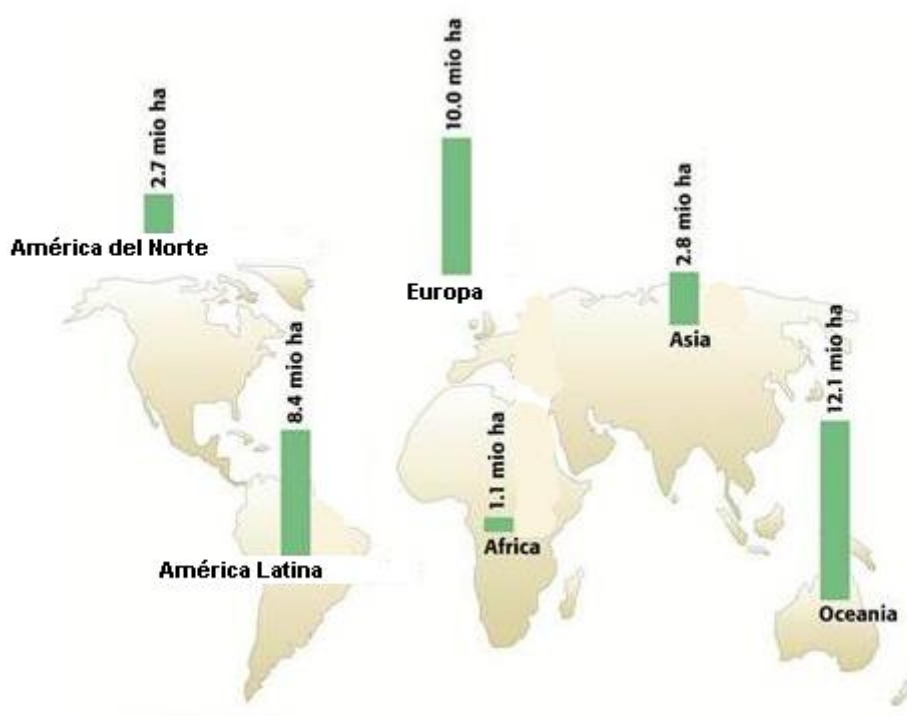 2.7 mio ha
América del Norte
10.0 mio ha
Europa
2.8 mio ha
Asia
8.4 mio ha
América Latina
1.1 mio ha
Africa
12.1 mio ha
Oceania